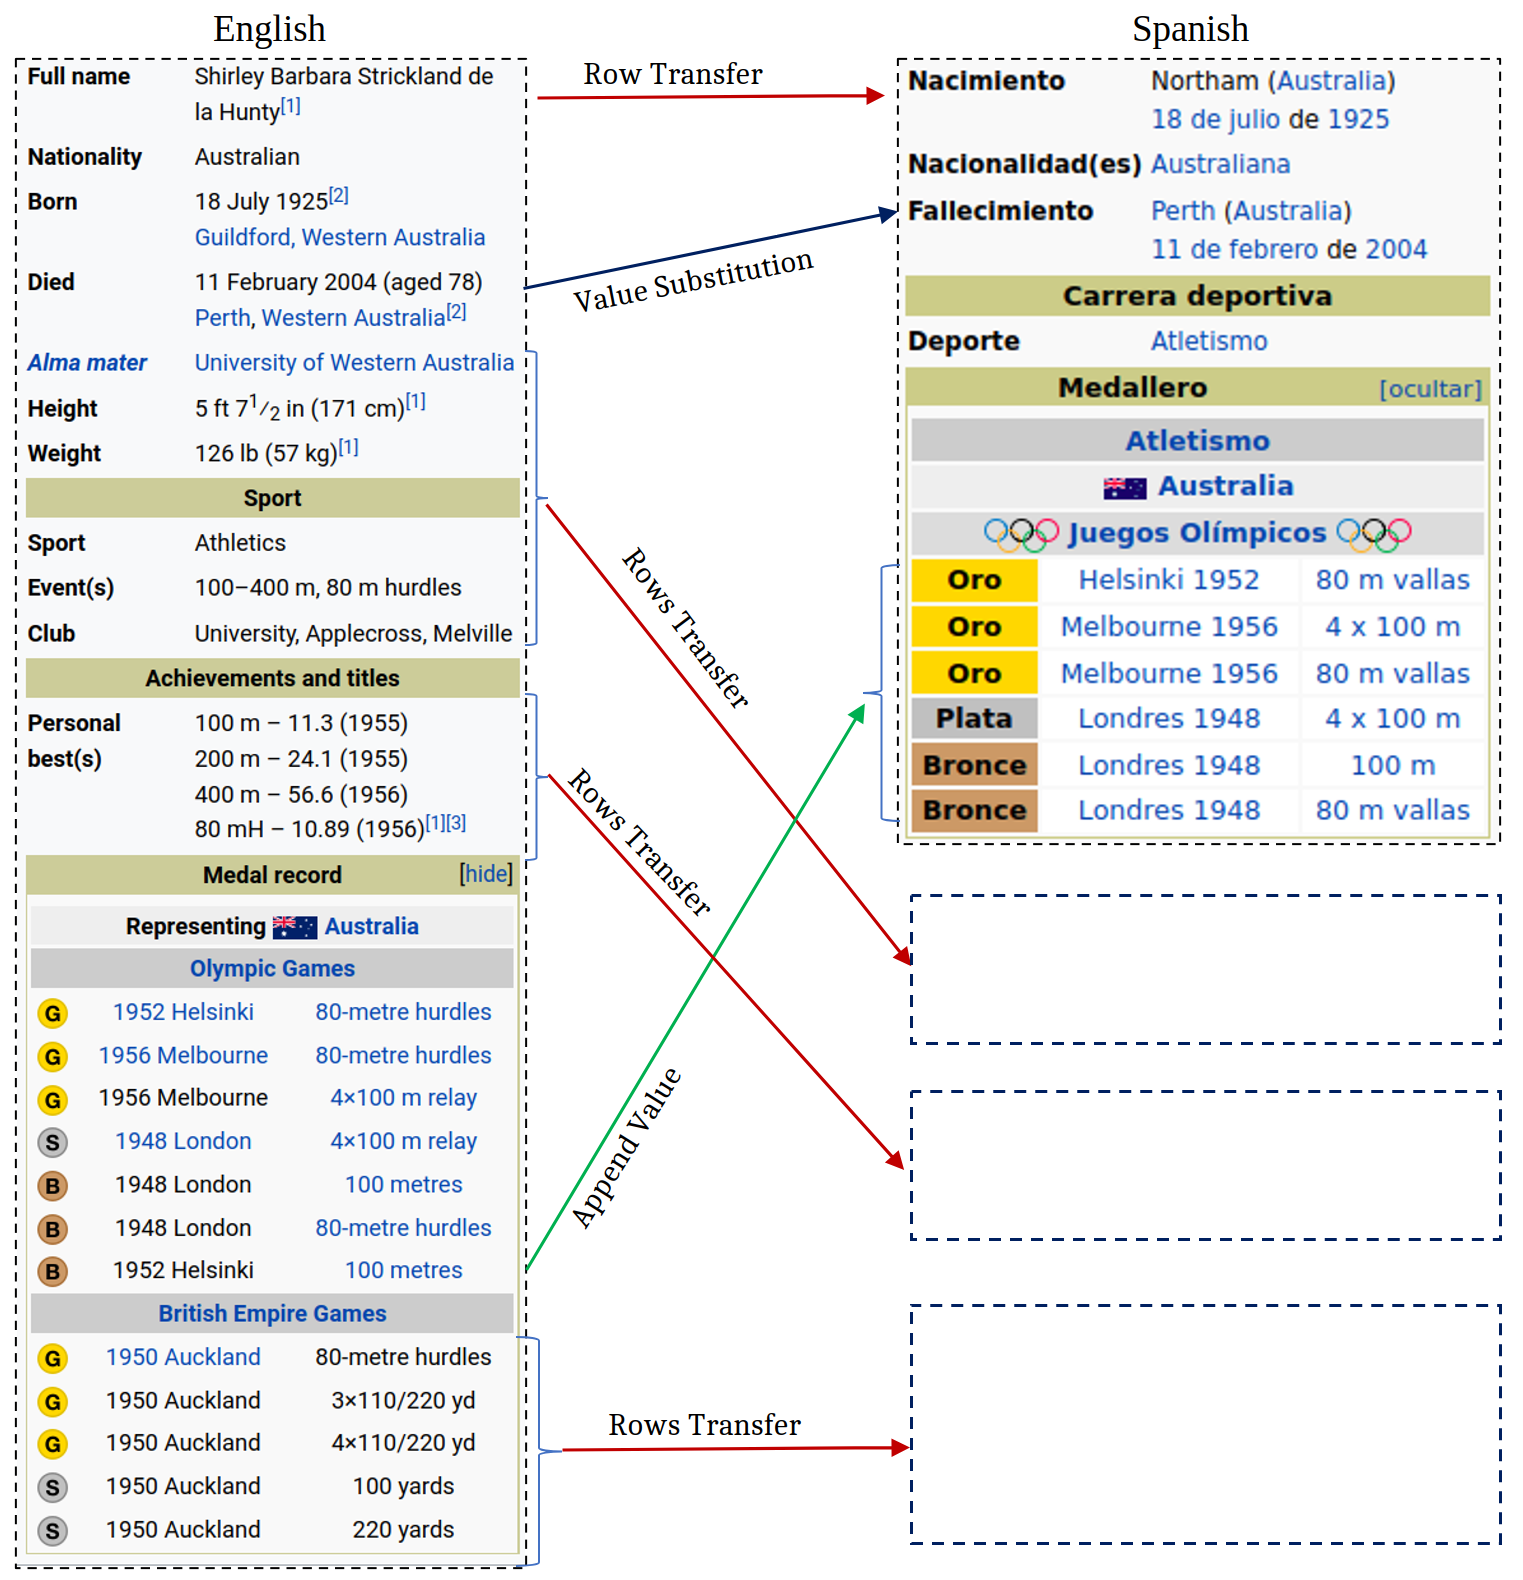 English
Full name Shirley Barbara Strickland de
la Hunty[1]
Nationality Australian
Born 18 July 1925[2]
Guildford, Western Australia
Died 11 February 2004 (aged 78)
Perth, Western Australia[2]
Alma mater University of Western Australia
Height 5 ft 7 1/2 in (171 cm)[1]
Weight 126 lb (57 kg)[1]
Sport
Sport Athletics
Event(s) 100–400 m, 80 m hurdles
Club University, Applecross, Melville
Achievements and titles
Personal 100 m – 11.3 (1955)
best(s) 200 m – 24.1 (1955)
400 m – 56.6 (1956)
80 mH – 10.89 (1956)[1][3]
Medal record [hide]
Representing Australia
Olympic Games
G 1952 Helsinki 80-metre hurdles
G 1956 Melbourne 80-metre hurdles
G 1956 Melbourne 4×100 m relay
S 1948 London 4×100 m relay
B 1948 London 100 metres
B 1948 London 80-metre hurdles
B 1952 Helsinki 100 metres
British Empire Games
G 1950 Auckland 80-metre hurdles
G 1950 Auckland 3×110/220 yd
G 1950 Auckland 4×110/220 yd
S 1950 Auckland 100 yards
S 1950 Auckland 220 yards
Row Transfer
Value Substitution
Rows Transfer
Rows Transfer
Append Value
Rows Transfer
Spanish
Nacimiento Northam (Australia)
18 de julio de 1925
Nacionalidad(es) Australiana
Fallecimiento Perth (Australia)
11 de febrero de 2004
Carrera deportiva
Deporte Atletismo
Medallero [ocultar]
Atletismo
Australia
Juegos Olímpicos
Oro Helsinki 1952 80 m vallas
Oro Melbourne 1956 4 x 100 m
Oro Melbourne 1956 80 m vallas
Plata Londres 1948 4 x 100 m
Bronce Londres 1948 100 m
Bronce Londres 1948 80 m vallas